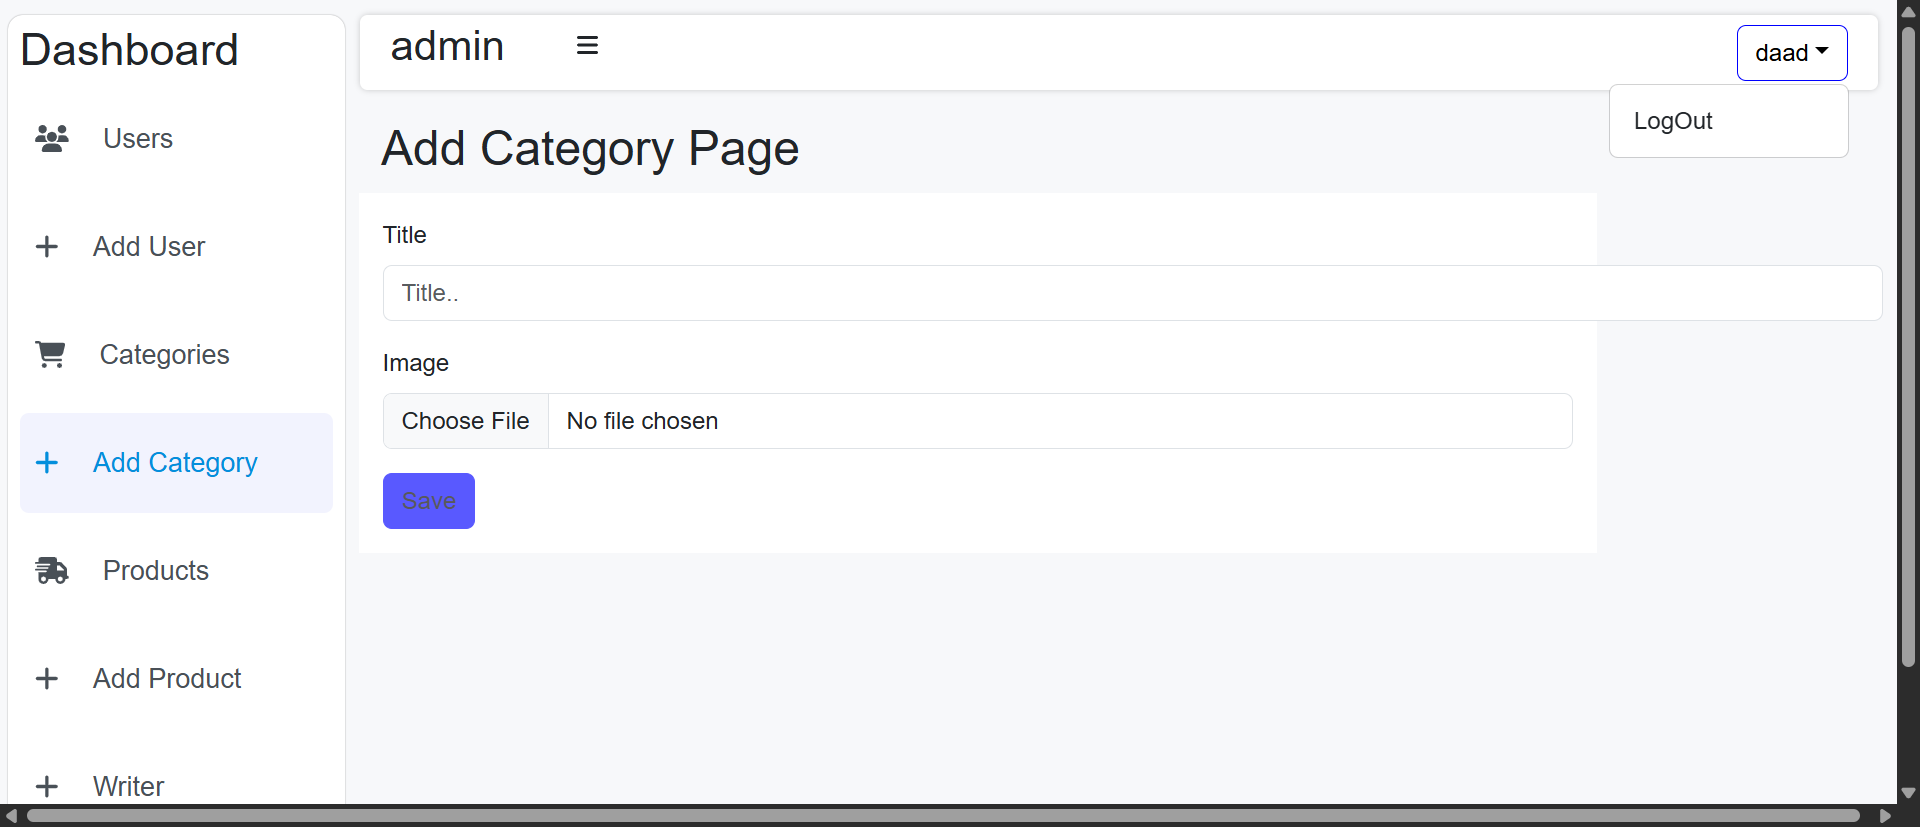 Dashboard
Users
Add User
Categories
Add Category
Products
Add Product
Writer
admin
daad
LogOut
Add Category Page
Title
Title..
Image
Choose File No file chosen
Save